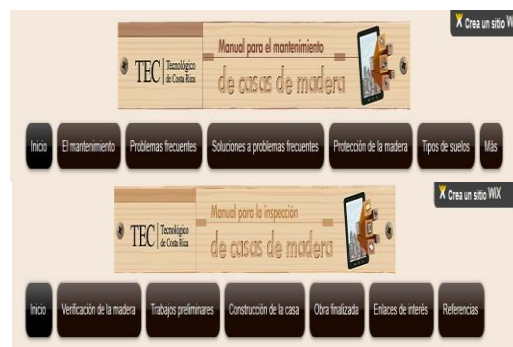 Crea un sitio W
Manual para el mantenimiento
TEC Tecnológico de Costa Rica
de casas de madera
Inicio El mantenimiento Problemas frecuentes Soluciones a problemas frecuentes Protección de la madera Tipos de suelos Más
Crea un sitio WIX
Manual para la inspección
TEC Tecnológico de Costa Rica
de casas de madera
Inicio Verificación de la madera Trabajos preliminares Construcción de la casa Obra finalizada Enlaces de interés Referencias